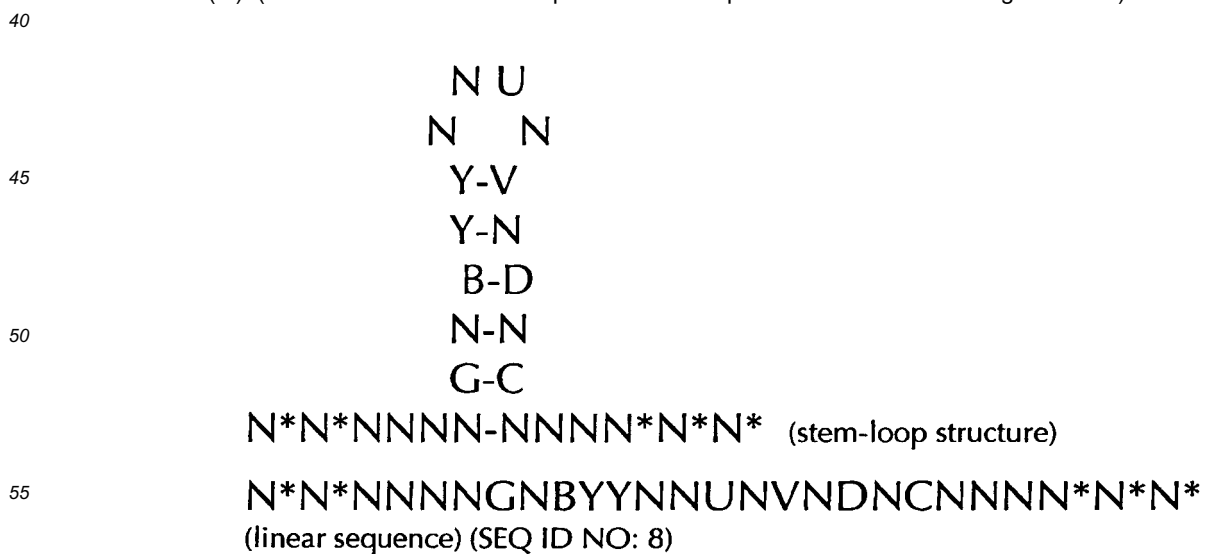 40
N U
N N
45
Y-V
Y-N
B-D
50
N-N
G-C
N*N*NNNN-NNNN*N*N* (stem-loop structure)
55
N*N*NNNNGNBYYNNUNVNDNCNNNN*N*N*
(linear sequence) (SEQ ID NO: 8)